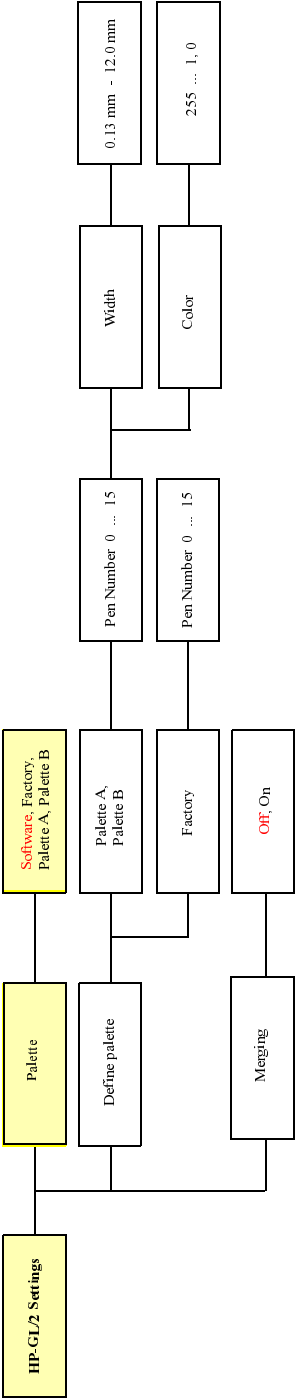 HP-GL/2 Settings
Palette
Software, Factory,
Palette A, Palette B
Define palette
Palette A,
Palette B
Pen Number 0 ... 15
Width
0.13 mm - 12.0 mm
Color
255 ... 1, 0
Factory
Pen Number 0 ... 15
Merging
Off, On